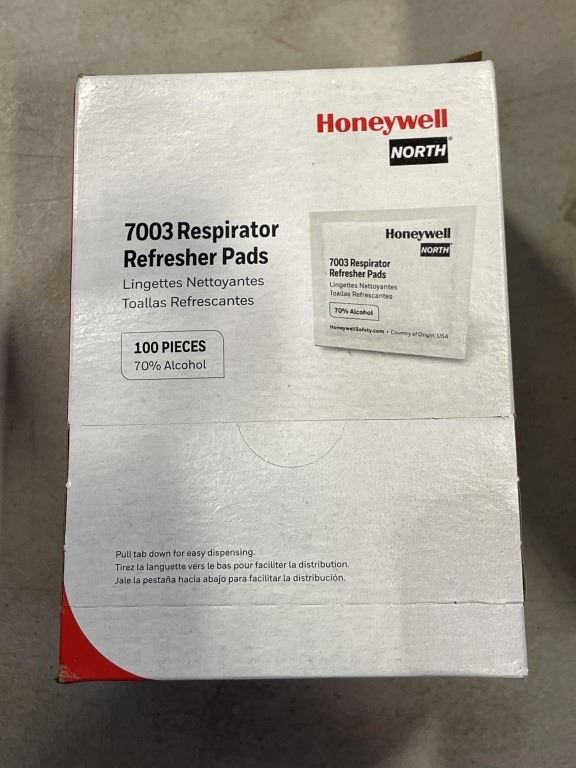 Honeywell
NORTH®
7003 Respirator
Refresher Pads
Lingettes Nettoyantes
Toallas Refrescantes
100 PIECES
70% Alcohol
Honeywell
NORTH
7003 Respirator
Refresher Pads
Lingettes Nettoyantes
Toallas Refrescantes
70% Alcohol
HoneywellSafety.com • Country of Origin: USA
Pull tab down for easy dispensing.
Tirez la languette vers le bas pour faciliter la distribution.
Jale la pestaña hacia abajo para facilitar la distribución.